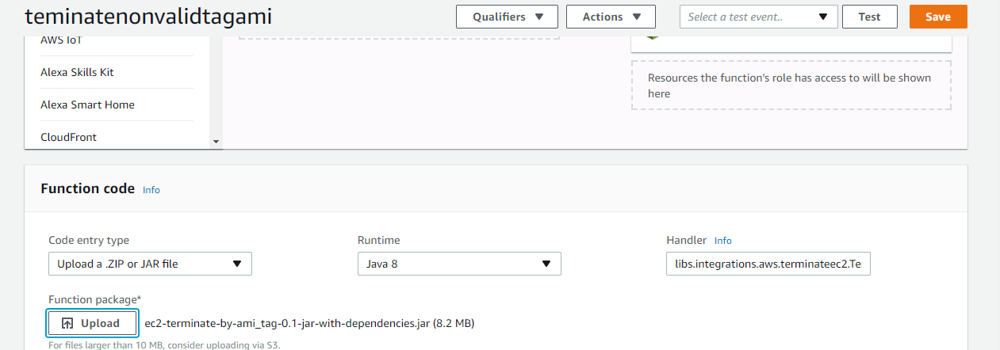 teminatenonvalidtagami
Qualifiers
Actions
Select a test event..
Test
Save
AWS IoT
Alexa Skills Kit
Alexa Smart Home
CloudFront
Resources the function's role has access to will be shown
here
Function code Info
Code entry type
Runtime
Handler Info
Upload a .ZIP or JAR file
Java 8
libs.integrations.aws.terminateec2.Te
Function package*
Upload
ec2-terminate-by-ami_tag-0.1-jar-with-dependencies.jar (8.2 MB)
For files larger than 10 MB, consider uploading via S3.